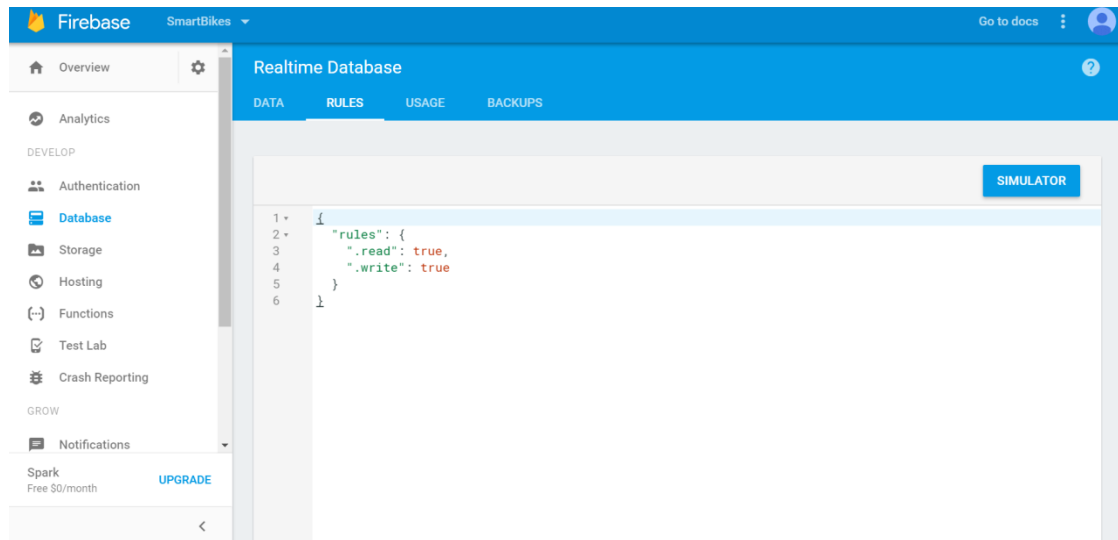 Firebase SmartBikes Go to docs
Overview
Analytics
DEVELOP
Authentication
Database
Storage
Hosting
Functions
Test Lab
Crash Reporting
GROW
Notifications
Spark
Free $0/month
UPGRADE
Realtime Database
DATA RULES USAGE BACKUPS
SIMULATOR
1 {
2 "rules": {
3 ".read": true,
4 ".write": true
5 }
6 }